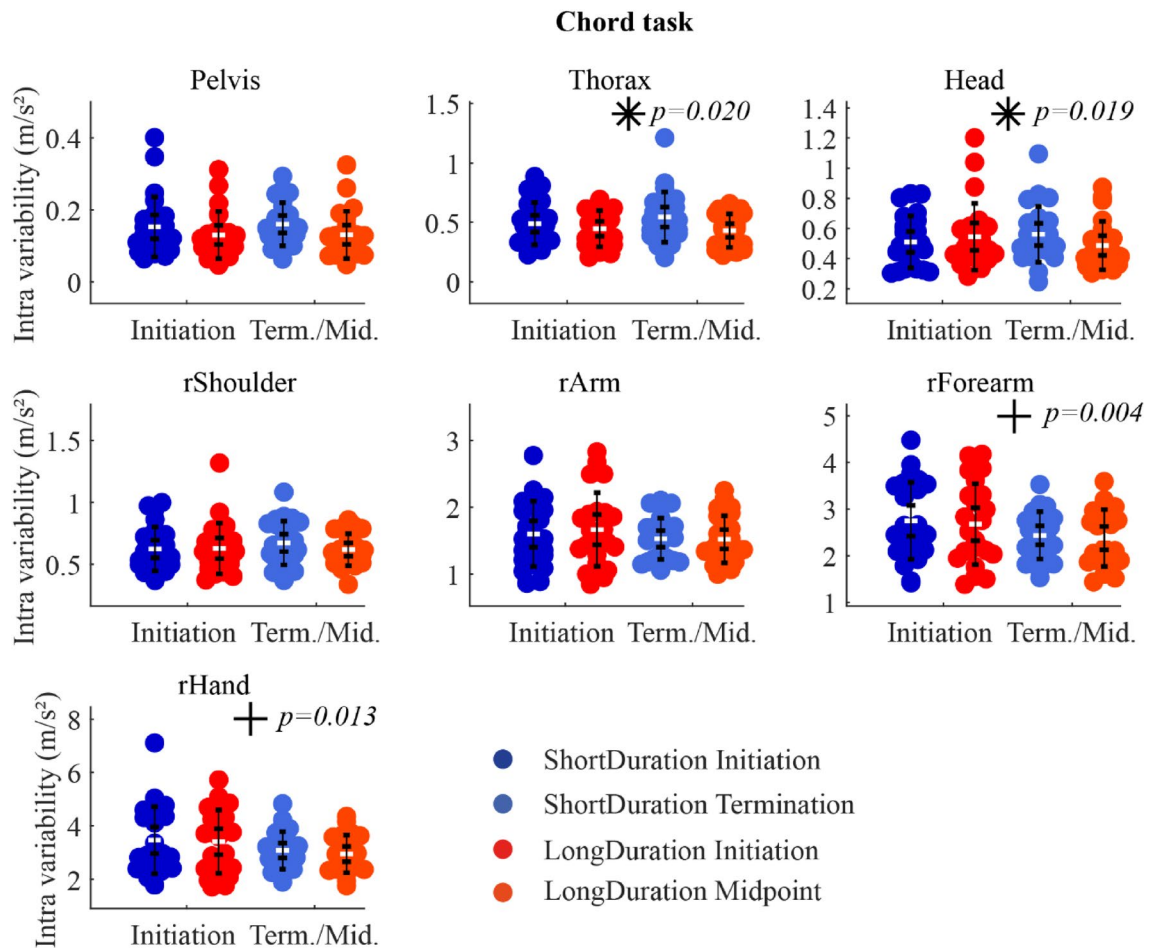 Chord task
Pelvis
Thorax
Head
Intra variability (m/s²)
0.4
0.2
0
1.5
1
0.5
0
p=0.020
1.4
1.2
1
0.8
0.6
0.4
0.2
p=0.019
Initiation Term./Mid.
Initiation Term./Mid.
Initiation Term./Mid.
rShoulder
rArm
rForearm
Intra variability (m/s²)
1.5
1
0.5
3
2
1
5
4
3
2
1
p=0.004
Initiation Term./Mid.
Initiation Term./Mid.
Initiation Term./Mid.
rHand
Intra variability (m/s²)
8
6
4
2
p=0.013
Initiation Term./Mid.
ShortDuration Initiation
ShortDuration Termination
LongDuration Initiation
LongDuration Midpoint